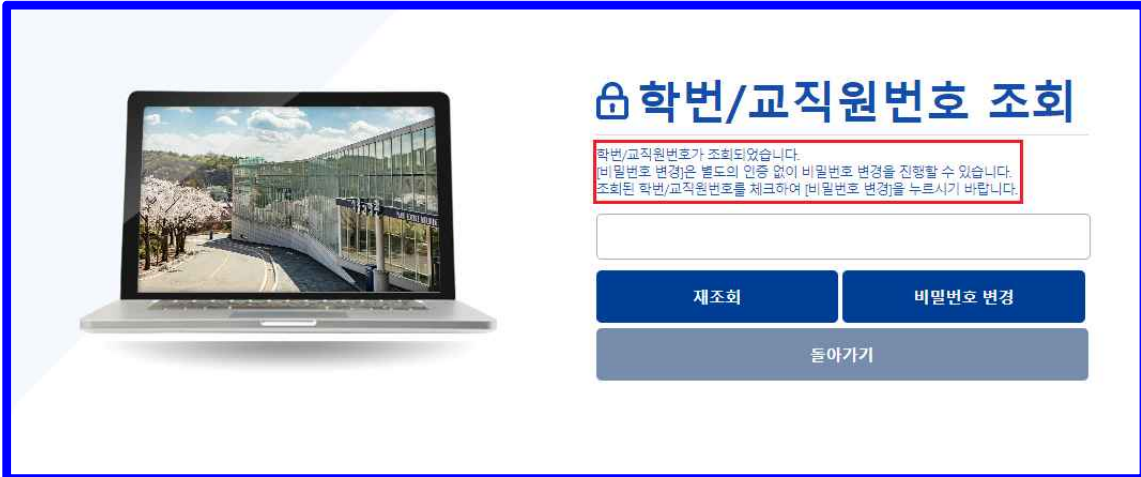 학번/교직원번호 조회
학번/교직원번호가 조회되었습니다.
[비밀번호 변경]은 별도의 인증 없이 비밀번호 변경을 진행할 수 있습니다.
조회된 학번/교직원번호를 체크하여 [비밀번호 변경]을 누르시기 바랍니다.
재조회
비밀번호 변경
돌아가기